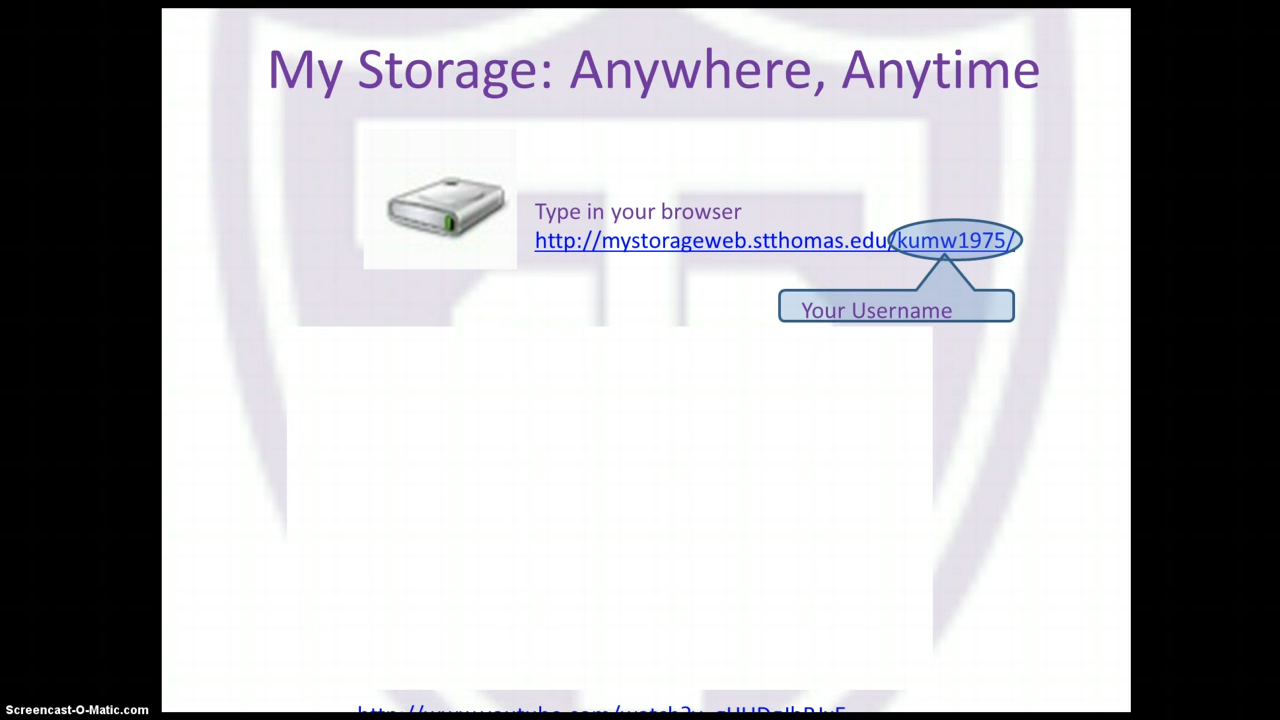 My Storage: Anywhere, Anytime
Type in your browser
http://mystorageweb.stthomas.edu/kumw1975/
Your Username
Screencast-O-Matic.com